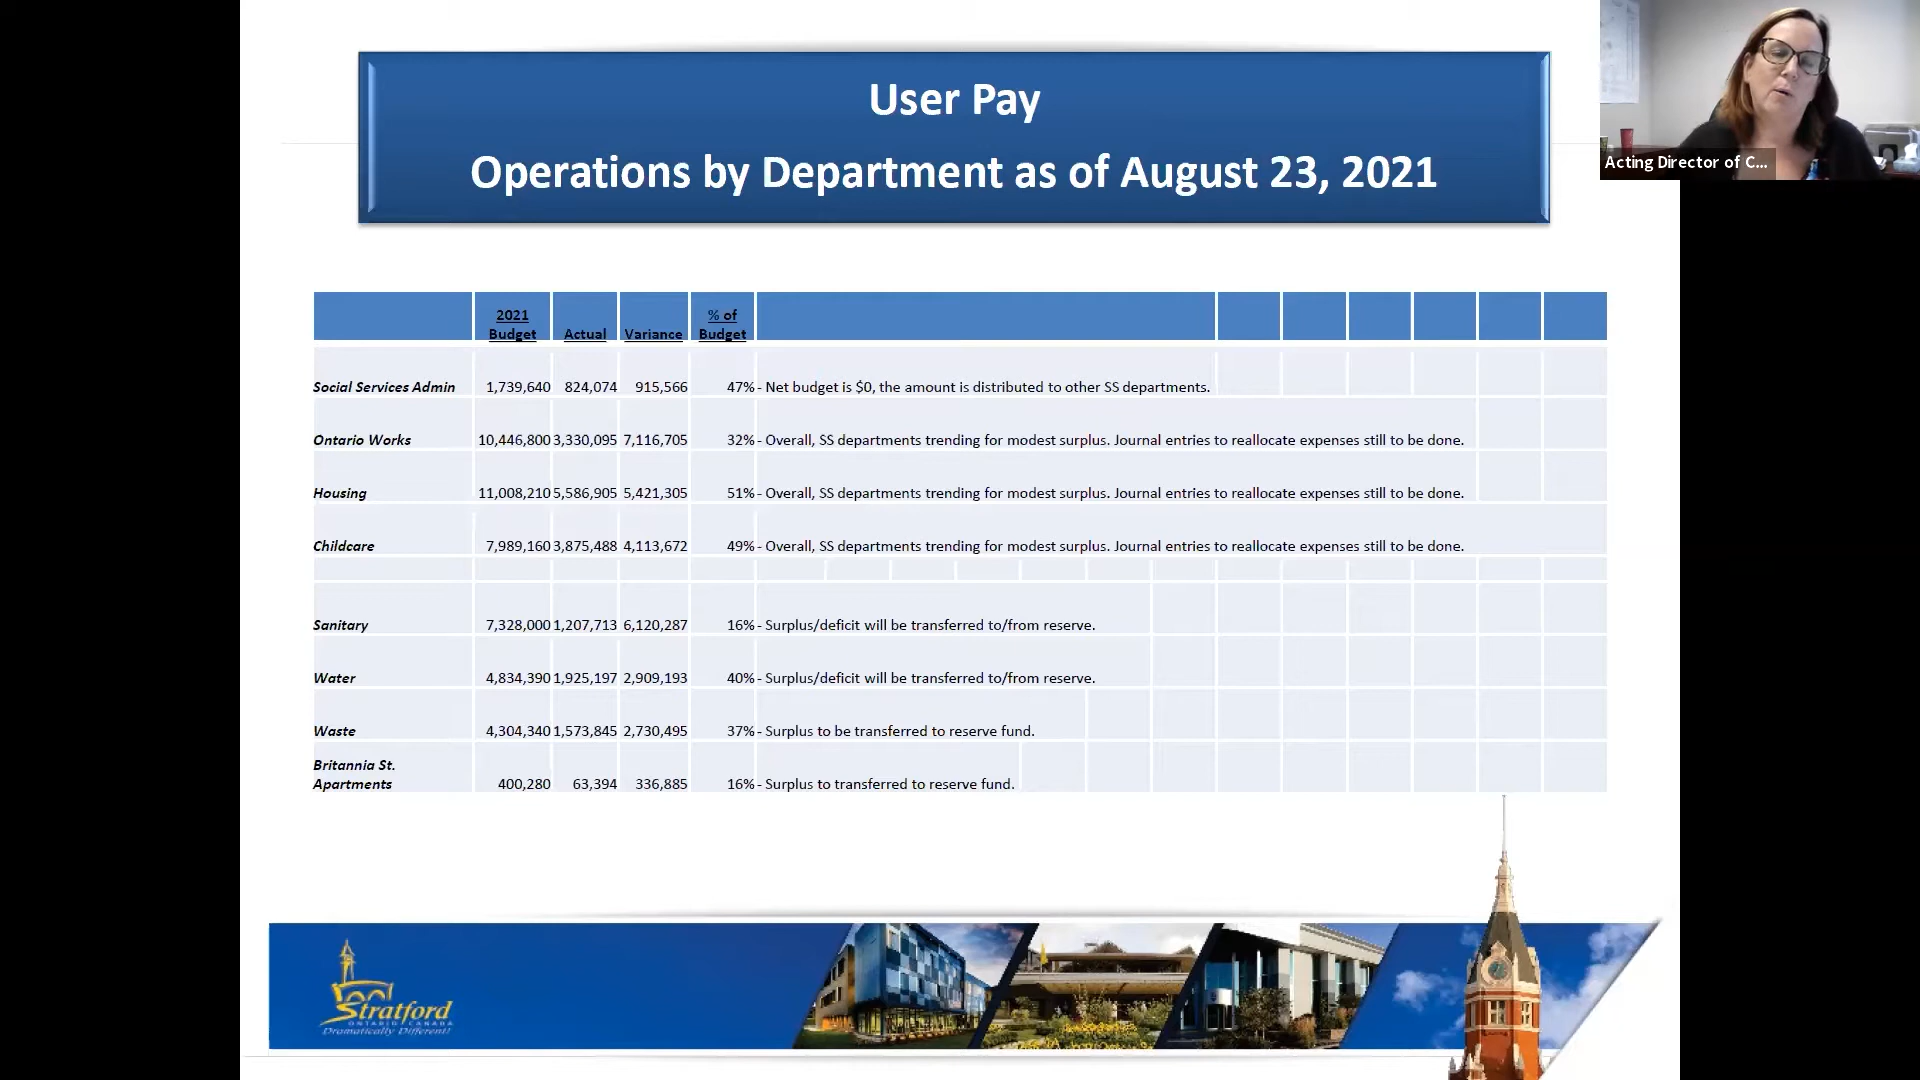 User Pay
Operations by Department as of August 23, 2021
Acting Director of C...
2021 Budget Actual Variance % of Budget
Social Services Admin 1,739,640 824,074 915,566 47% - Net budget is $0, the amount is distributed to other SS departments.
Ontario Works 10,446,800 3,330,095 7,116,705 32% - Overall, SS departments trending for modest surplus. Journal entries to reallocate expenses still to be done.
Housing 11,008,210 5,586,905 5,421,305 51% - Overall, SS departments trending for modest surplus. Journal entries to reallocate expenses still to be done.
Childcare 7,989,160 3,875,488 4,113,672 49% - Overall, SS departments trending for modest surplus. Journal entries to reallocate expenses still to be done.
Sanitary 7,328,000 1,207,713 6,120,287 16% - Surplus/deficit will be transferred to/from reserve.
Water 4,834,390 1,925,197 2,909,193 40% - Surplus/deficit will be transferred to/from reserve.
Waste 4,304,340 1,573,845 2,730,495 37% - Surplus to be transferred to reserve fund.
Britannia St. Apartments 400,280 63,394 336,885 16% - Surplus to transferred to reserve fund.
Stratford
ONTARIO CANADA
Dramatically Different!